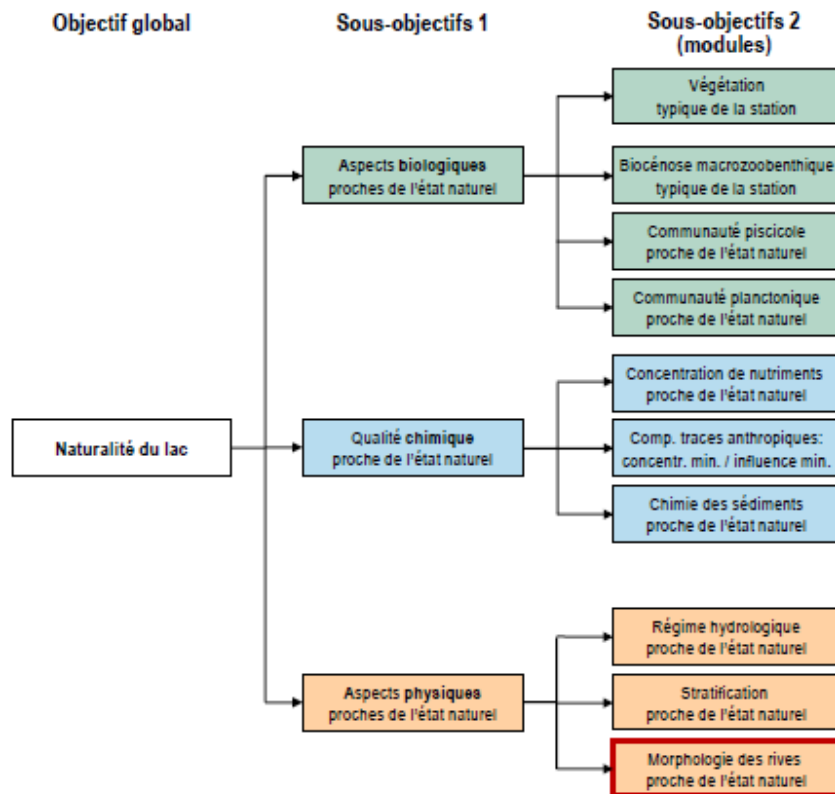 Objectif global
Sous-objectifs 1
Sous-objectifs 2
(modules)
Végétation
typique de la station
Aspects biologiques
proches de l'état naturel
Biocénose macrozoobenthique
typique de la station
Communauté piscicole
proche de l'état naturel
Communauté planctonique
proche de l'état naturel
Concentration de nutriments
proche de l'état naturel
Naturalité du lac
Qualité chimique
proche de l'état naturel
Comp. traces anthropiques:
concentr. min. / influence min.
Chimie des sédiments
proche de l'état naturel
Régime hydrologique
proche de l'état naturel
Aspects physiques
proches de l'état naturel
Stratification
proche de l'état naturel
Morphologie des rives
proche de l'état naturel